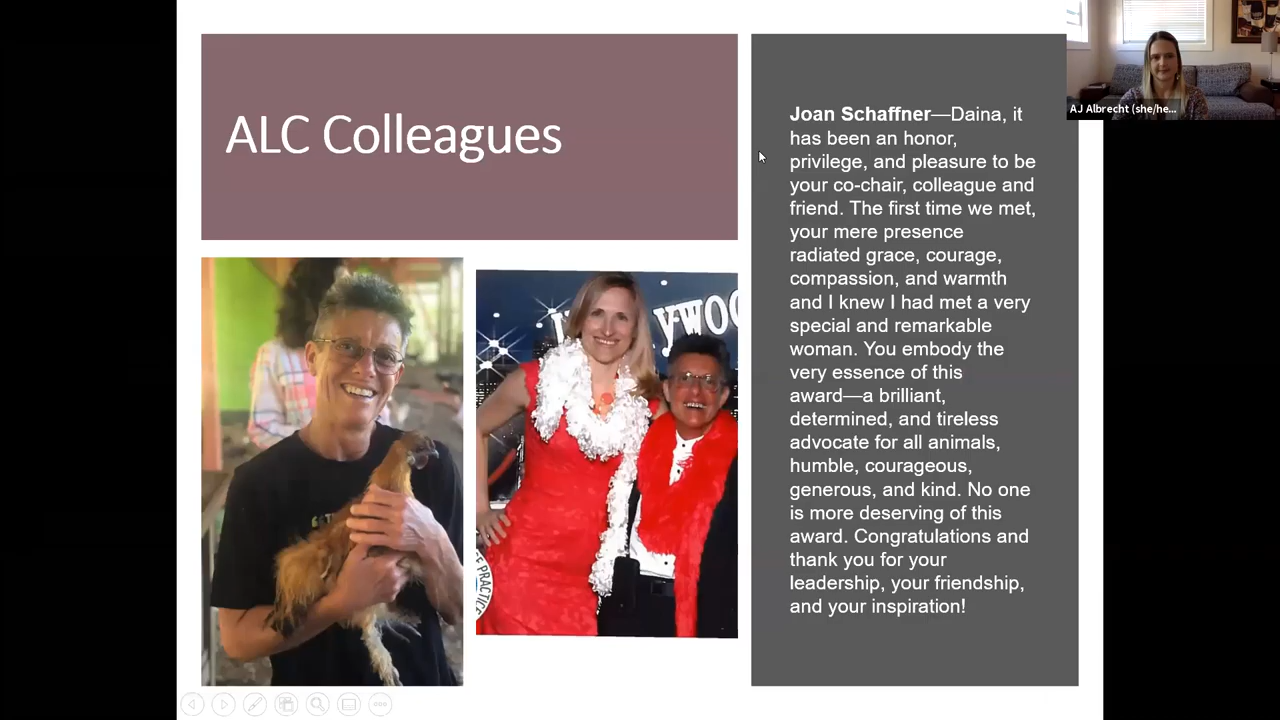 ALC Colleagues
Joan Schaffner—Daina, it
has been an honor,
privilege, and pleasure to be
your co-chair, colleague and
friend. The first time we met,
your mere presence
radiated grace, courage,
compassion, and warmth
and I knew I had met a very
special and remarkable
woman. You embody the
very essence of this
award—a brilliant,
determined, and tireless
advocate for all animals,
humble, courageous,
generous, and kind. No one
is more deserving of this
award. Congratulations and
thank you for your
leadership, your friendship,
and your inspiration!
AJ Albrecht (she/he...
PRACTIC